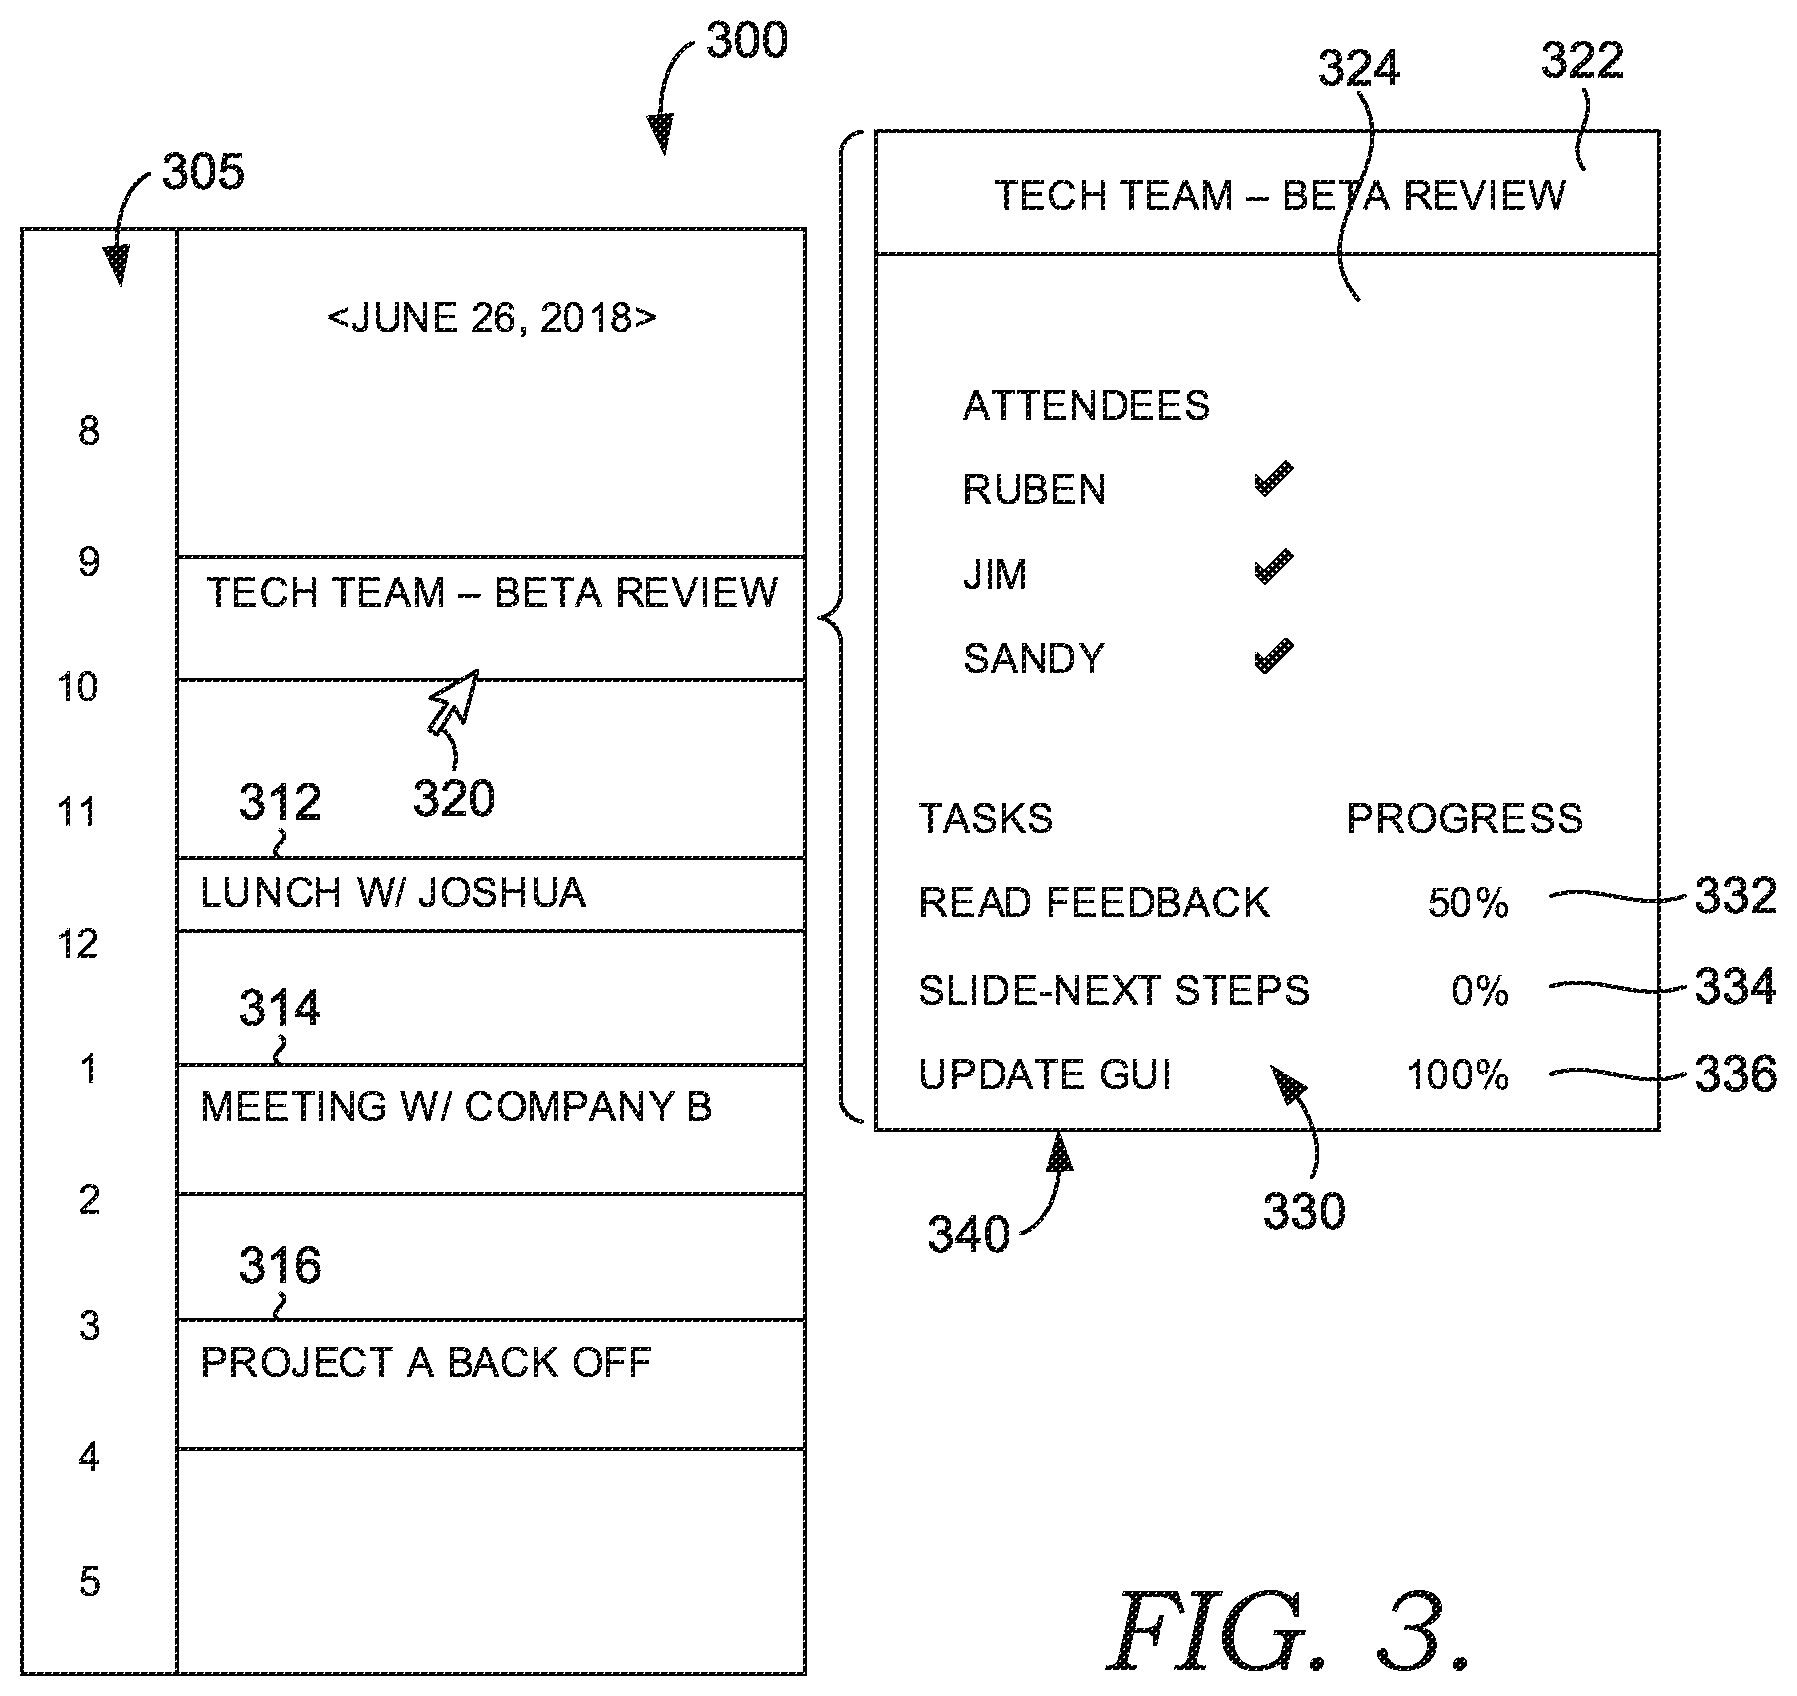 300
305
<JUNE 26, 2018>
8
9
TECH TEAM – BETA REVIEW
10
320
11
312
LUNCH W/ JOSHUA
12
314
1
MEETING W/ COMPANY B
2
316
3
PROJECT A BACK OFF
4
5
324
322
TECH TEAM – BETA REVIEW
ATTENDEES
RUBEN ✔
JIM ✔
SANDY ✔
TASKS PROGRESS
READ FEEDBACK 50% 332
SLIDE-NEXT STEPS 0% 334
UPDATE GUI 100% 336
330
340
FIG. 3.